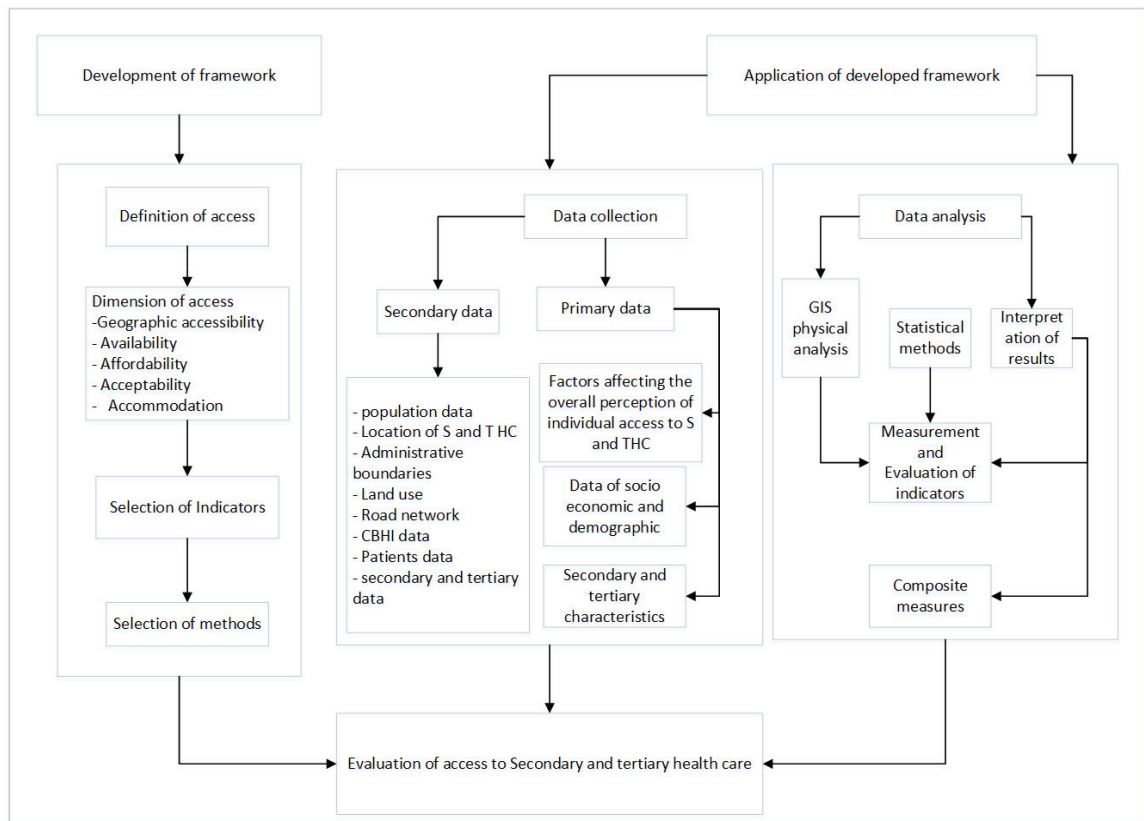 Development of framework
Application of developed framework
Definition of access
Dimension of access
-Geographic accessibility
- Availability
- Affordability
- Acceptability
- Accommodation
Selection of Indicators
Selection of methods
Data collection
Secondary data
Primary data
- population data
- Location of S and T HC
- Administrative
boundaries
- Land use
- Road network
- CBHI data
- Patients data
- secondary and tertiary
data
Factors affecting the
overall perception of
individual access to S
and THC
Data of socio
economic and
demographic
Secondary and
tertiary
characteristics
Data analysis
GIS
physical
analysis
Statistical
methods
Interpret
ation of
results
Measurement
and
Evaluation of
indicators
Composite
measures
Evaluation of access to Secondary and tertiary health care